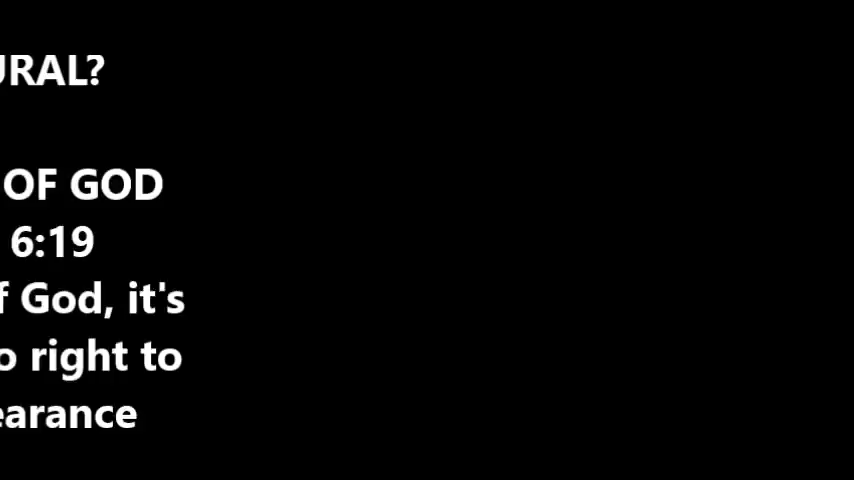 URAL?
OF GOD
6:19
f God, it's
o right to
earance